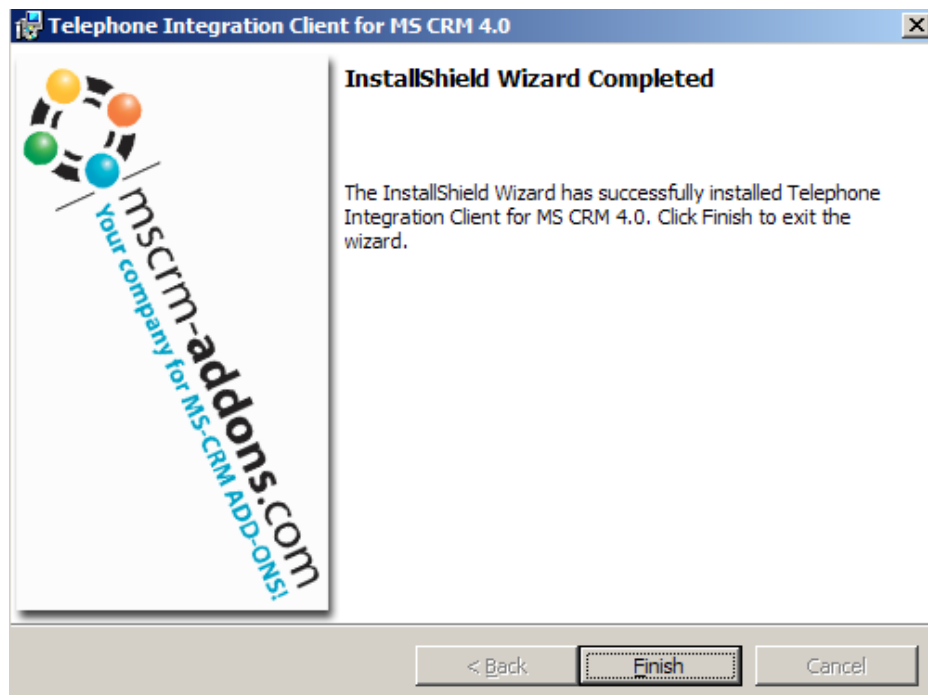 Telephone Integration Client for MS CRM 4.0
InstallShield Wizard Completed
The InstallShield Wizard has successfully installed Telephone
Integration Client for MS CRM 4.0. Click Finish to exit the
wizard.
mscrm-addons.com
Your company for MS-CRM ADD-ONS!
< Back
Finish
Cancel